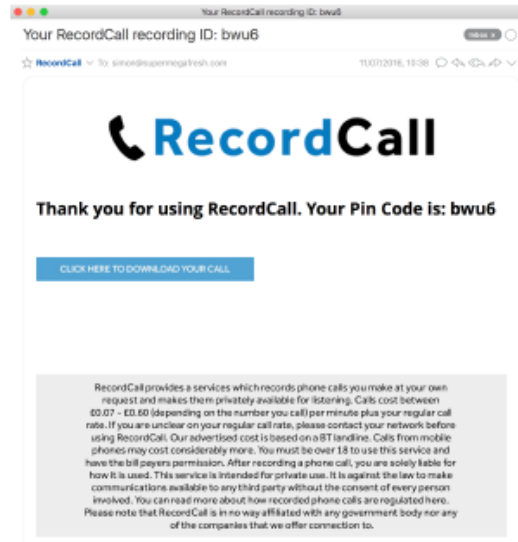 Your RecordCall recording ID: bwu6
Your RecordCall recording ID: bwu6
RecordCall To: simon@supermegafresh.com 11/07/2016, 10:38
RecordCall
Thank you for using RecordCall. Your Pin Code is: bwu6
CLICK HERE TO DOWNLOAD YOUR CALL
RecordCall provides a services which records phone calls you make at your own
request and makes them privately available for listening. Calls cost between
£0.07 - £0.60 (depending on the number you call) per minute plus your regular call
rate. If you are unclear on your regular call rate, please contact your network before
using RecordCall. Our advertised cost is based on a BT landline. Calls from mobile
phones may cost considerably more. You must be over 18 to use this service and
have the bill payers permission. After recording a phone call, you are solely liable for
how it is used. This service is intended for private use. It is against the law to make
communications available to any third party without the consent of every person
involved. You can read more about how recorded phone calls are regulated here.
Please note that RecordCall is in no way affiliated with any government body nor any
of the companies that we offer connection to.